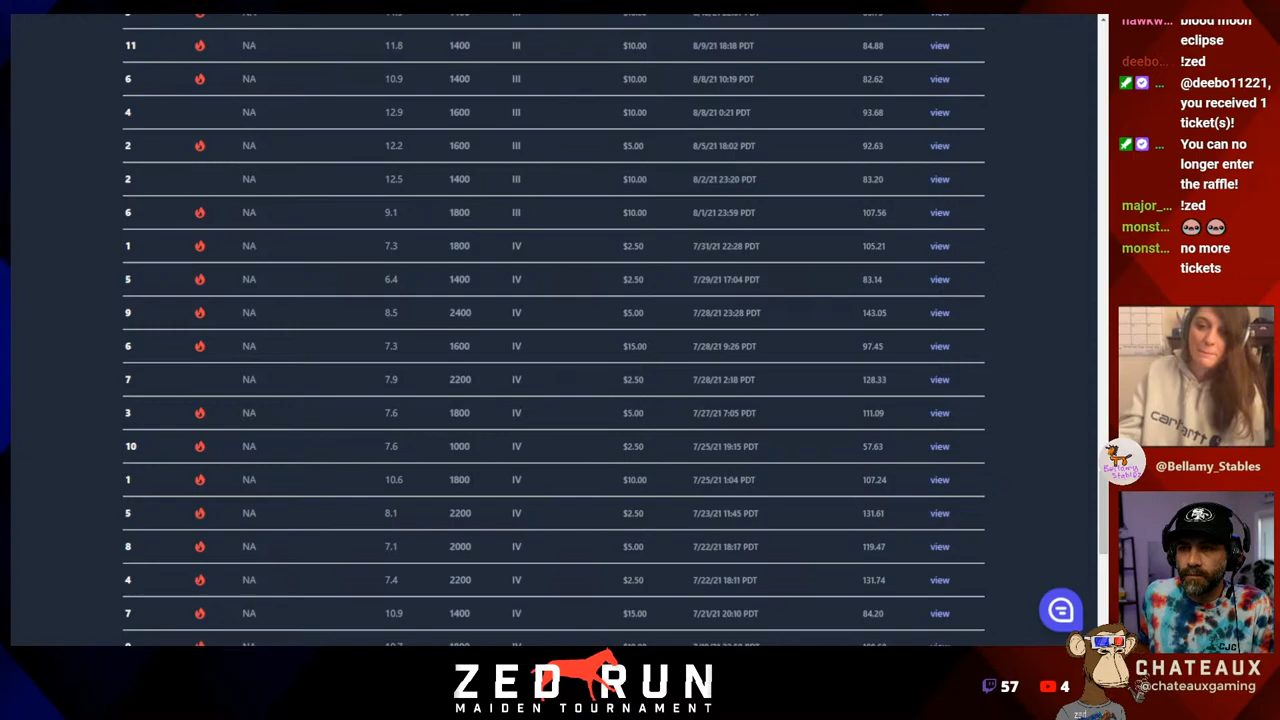 11 NA 11.8 1400 III $10.00 8/9/21 18:18 PDT 84.88 view
6 NA 10.9 1400 III $10.00 8/8/21 10:19 PDT 82.62 view
4 NA 12.9 1600 III $10.00 8/8/21 0:21 PDT 93.68 view
2 NA 12.2 1600 III $5.00 8/5/21 18:02 PDT 92.63 view
2 NA 12.5 1400 III $10.00 8/2/21 23:20 PDT 83.20 view
6 NA 9.1 1800 III $10.00 8/1/21 23:59 PDT 107.56 view
1 NA 7.3 1800 IV $2.50 7/31/21 22:28 PDT 105.21 view
5 NA 6.4 1400 IV $2.50 7/29/21 17:04 PDT 83.14 view
9 NA 8.5 2400 IV $5.00 7/28/21 23:28 PDT 143.05 view
6 NA 7.3 1600 IV $15.00 7/28/21 9:26 PDT 97.45 view
7 NA 7.9 2200 IV $2.50 7/28/21 2:18 PDT 128.33 view
3 NA 7.6 1800 IV $5.00 7/27/21 7:05 PDT 111.09 view
10 NA 7.6 1000 IV $2.50 7/25/21 19:15 PDT 57.63 view
1 NA 10.6 1800 IV $10.00 7/25/21 1:04 PDT 107.24 view
5 NA 8.1 2200 IV $2.50 7/23/21 11:45 PDT 131.61 view
8 NA 7.1 2000 IV $5.00 7/22/21 18:17 PDT 119.47 view
4 NA 7.4 2200 IV $2.50 7/22/21 18:11 PDT 131.74 view
7 NA 10.9 1400 IV $15.00 7/21/21 20:10 PDT 84.20 view
hawkw... blood moon
eclipse
deebo... !zed
... @deebo11221,
you received 1
ticket(s)!
... You can no
longer enter
the raffle!
major_... !zed
monst...
monst... no more
tickets
carhartt
Bellamy
Stables
@Bellamy_Stables
ZED RUN
MAIDEN TOURNAMENT
57 4
CHATEAUX
@chateauxgaming
CJC
ZED